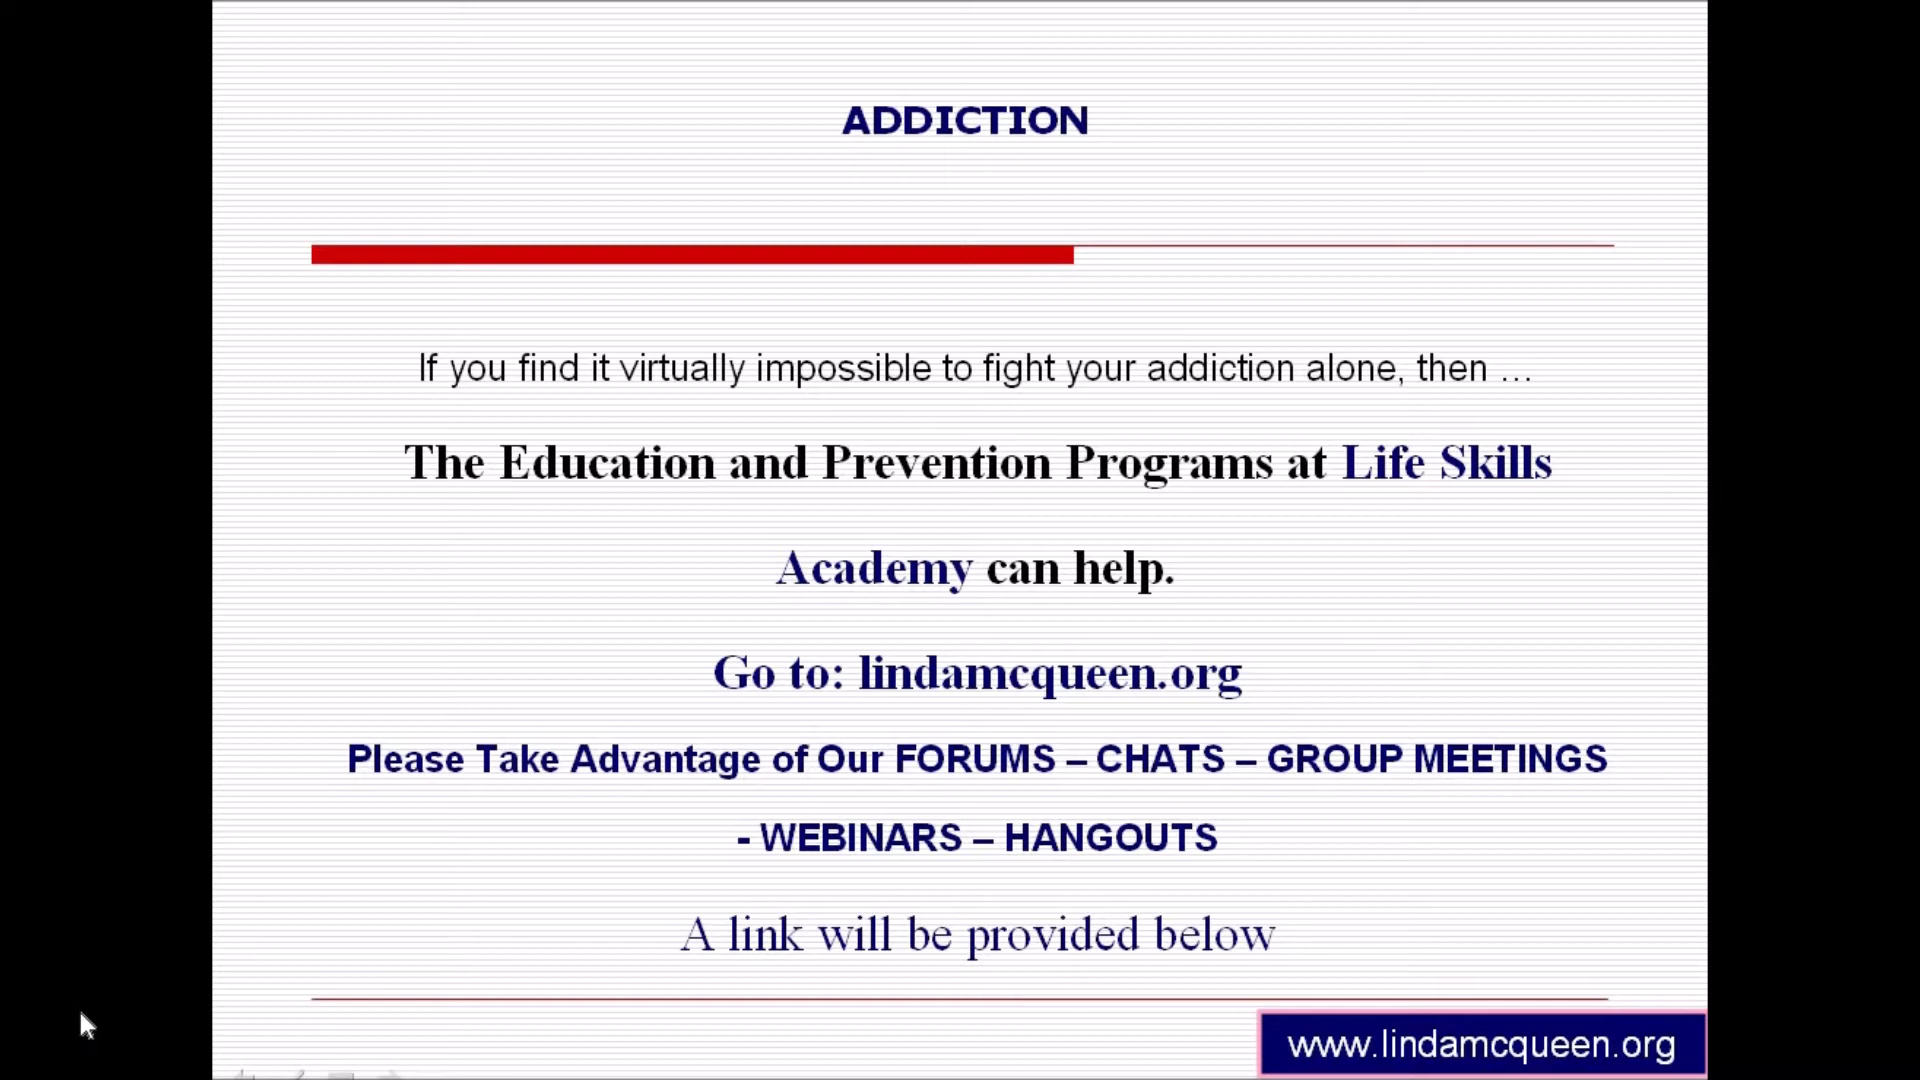 ADDICTION
If you find it virtually impossible to fight your addiction alone, then …
The Education and Prevention Programs at Life Skills
Academy can help.
Go to: lindamcqueen.org
Please Take Advantage of Our FORUMS – CHATS – GROUP MEETINGS
- WEBINARS – HANGOUTS
A link will be provided below
www.lindamcqueen.org